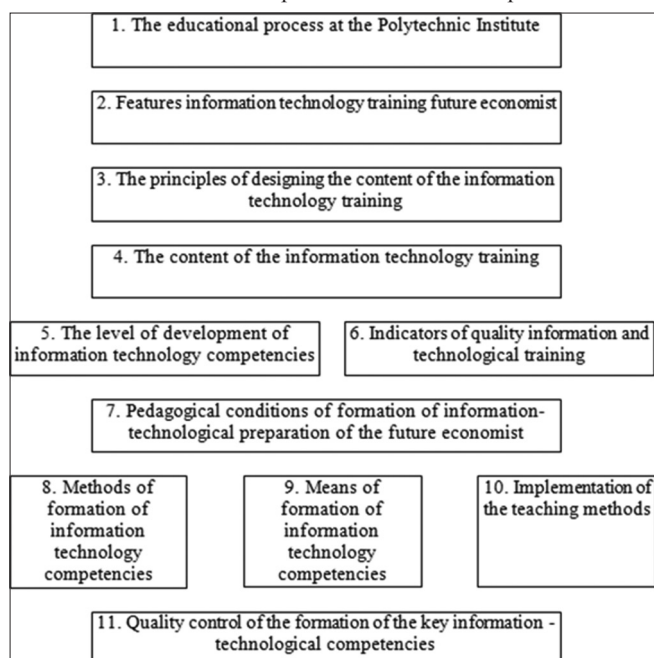 1. The educational process at the Polytechnic Institute
2. Features information technology training future economist
3. The principles of designing the content of the information
technology training
4. The content of the information technology training
5. The level of development of
information technology competencies
6. Indicators of quality information and
technological training
7. Pedagogical conditions of formation of information-
technological preparation of the future economist
8. Methods of
formation of
information
technology
competencies
9. Means of
formation of
information
technology
competencies
10. Implementation of
the teaching methods
11. Quality control of the formation of the key information -
technological competencies